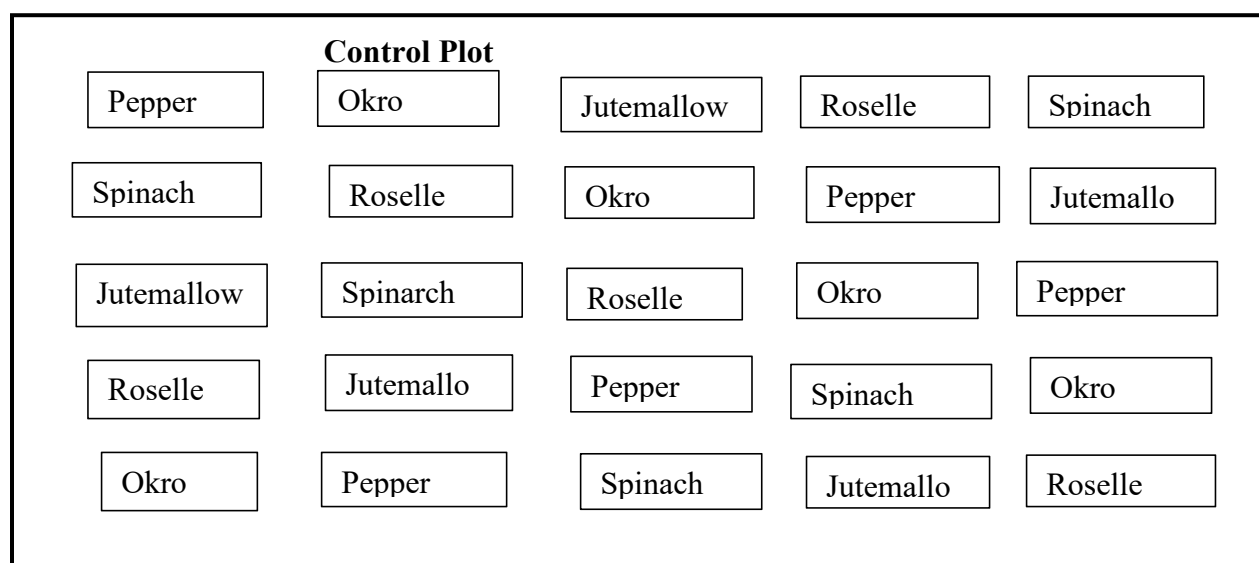 Control Plot
Pepper Okro Jutemallow Roselle Spinach
Spinach Roselle Okro Pepper Jutemallo
Jutemallow Spinarch Roselle Okro Pepper
Roselle Jutemallo Pepper Spinach Okro
Okro Pepper Spinach Jutemallo Roselle